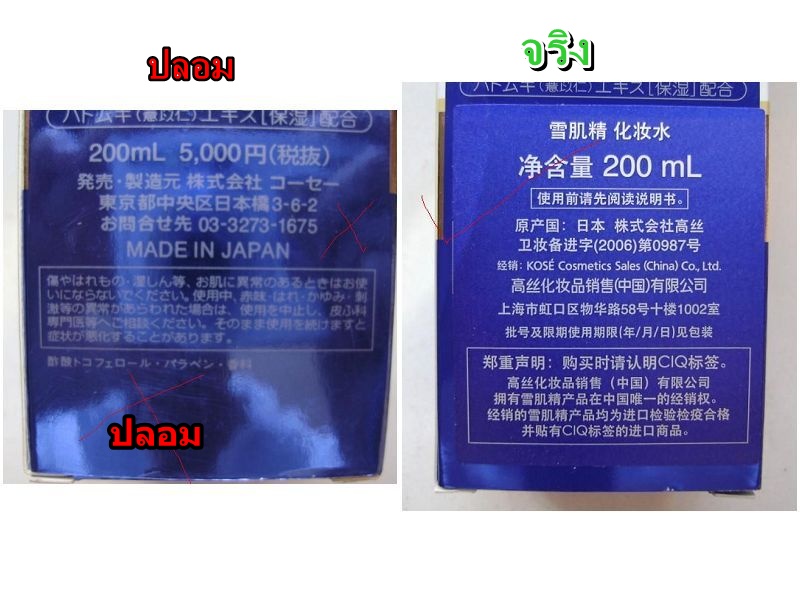 ปลอม
จริง
ハトムギ(薏苡仁)エキス[保湿]配合
200mL 5,000円(税抜)
発売・製造元 株式会社 コーセー
東京都中央区日本橋3-6-2
お問合せ先 03-3273-1675
MADE IN JAPAN
傷やはれもの・湿しん等、お肌に異常のあるときはお使
いにならないでください。使用中、赤味・はれ・かゆみ・刺
激等の異常があらわれた場合は、使用を中止し、皮ふ科
専門医等へご相談ください。そのまま使用を続けますと
症状が悪化することがあります。
酢酸トコフェロール・パラベン・香料
ปลอม
ハトムギ(薏苡仁)エキス[保湿]配合
雪肌精 化妆水
净含量 200 mL
使用前请先阅读说明书。
原产国：日本 株式会社高丝
卫妆备进字(2006)第0987号
经销: KOSÉ Cosmetics Sales (China) Co., Ltd.
高丝化妆品销售(中国)有限公司
上海市虹口区物华路58号十楼1002室
批号及限期使用期限(年/月/日)见包装
郑重声明：购买时请认明CIQ标签。
高丝化妆品销售（中国）有限公司
拥有雪肌精产品在中国唯一的经销权。
经销的雪肌精产品均为进口检验检疫合格
并贴有CIQ标签的进口商品。